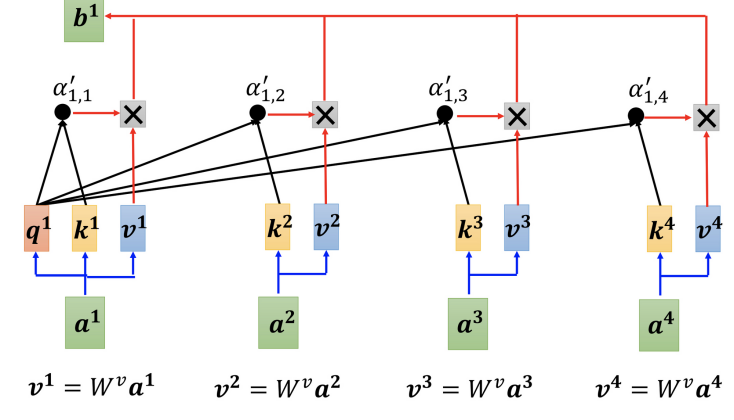 b¹
α′₁,₁ α′₁,₂ α′₁,₃ α′₁,₄
× × × ×
q¹ k¹ v¹ k² v² k³ v³ k⁴ v⁴
a¹ a² a³ a⁴
v¹ = Wᵛa¹ v² = Wᵛa² v³ = Wᵛa³ v⁴ = Wᵛa⁴